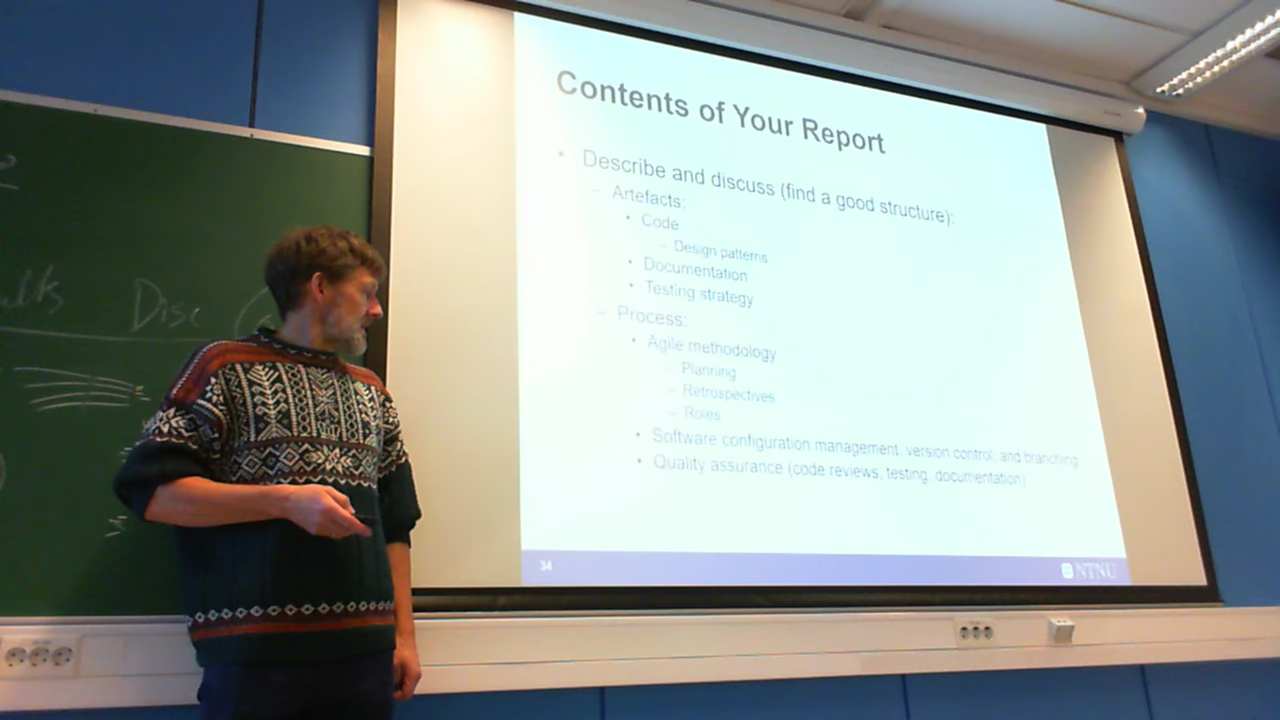 Contents of Your Report
• Describe and discuss (find a good structure):
– Artefacts:
• Code
– Design patterns
• Documentation
• Testing strategy
– Process:
• Agile methodology
– Planning
– Retrospectives
– Roles
• Software configuration management, version control, and branching
• Quality assurance (code reviews, testing, documentation)
34
NTNU
Disc